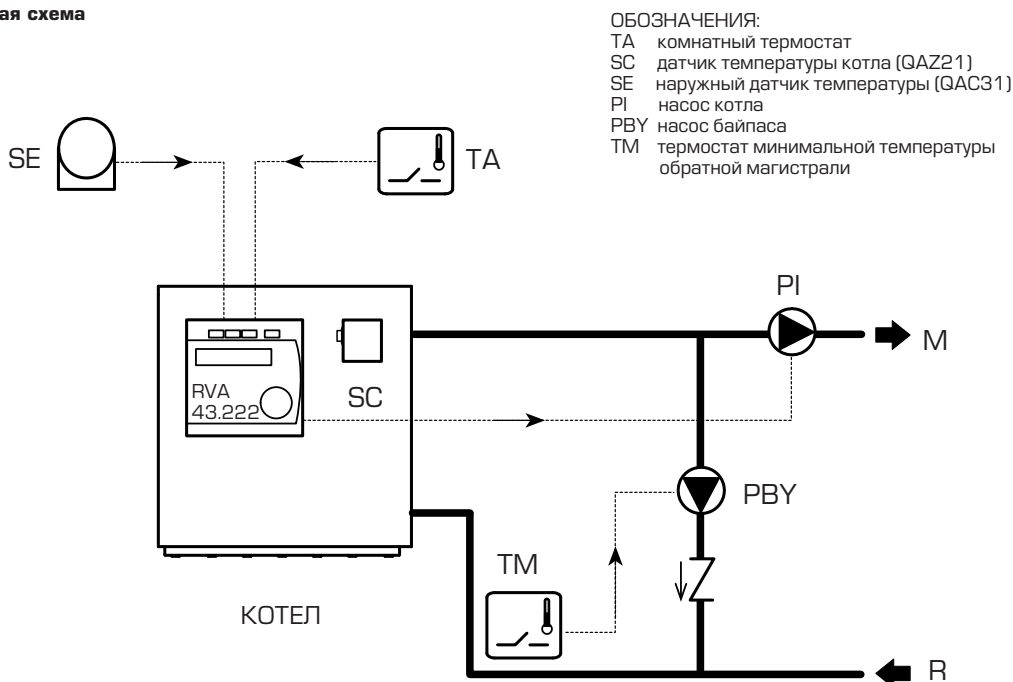 ая схема
ОБОЗНАЧЕНИЯ:
TA комнатный термостат
SC датчик температуры котла (QAZ21)
SE наружный датчик температуры (QAC31)
PI насос котла
PBY насос байпаса
TM термостат минимальной температуры
обратной магистрали
SE
TA
PI
M
RVA
43.222
SC
PBY
TM
КОТЕЛ
R